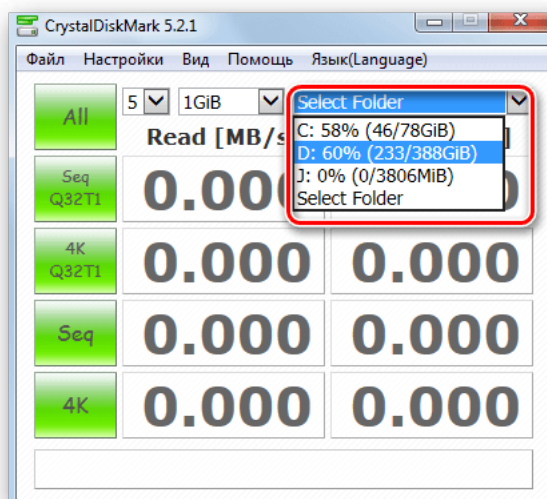 CrystalDiskMark 5.2.1
Файл Настройки Вид Помощь Язык(Language)
All 5 1GiB Select Folder
C: 58% (46/78GiB)
D: 60% (233/388GiB)
J: 0% (0/3806MiB)
Select Folder
Read [MB/s
Seq
Q32T1
0.000
4K
Q32T1
0.000 0.000
Seq 0.000 0.000
4K 0.000 0.000